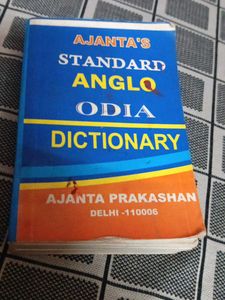 AJANTA'S
STANDARD
ANGLO
ODIA
DICTIONARY
AJANTA PRAKASHAN
DELHI -110006